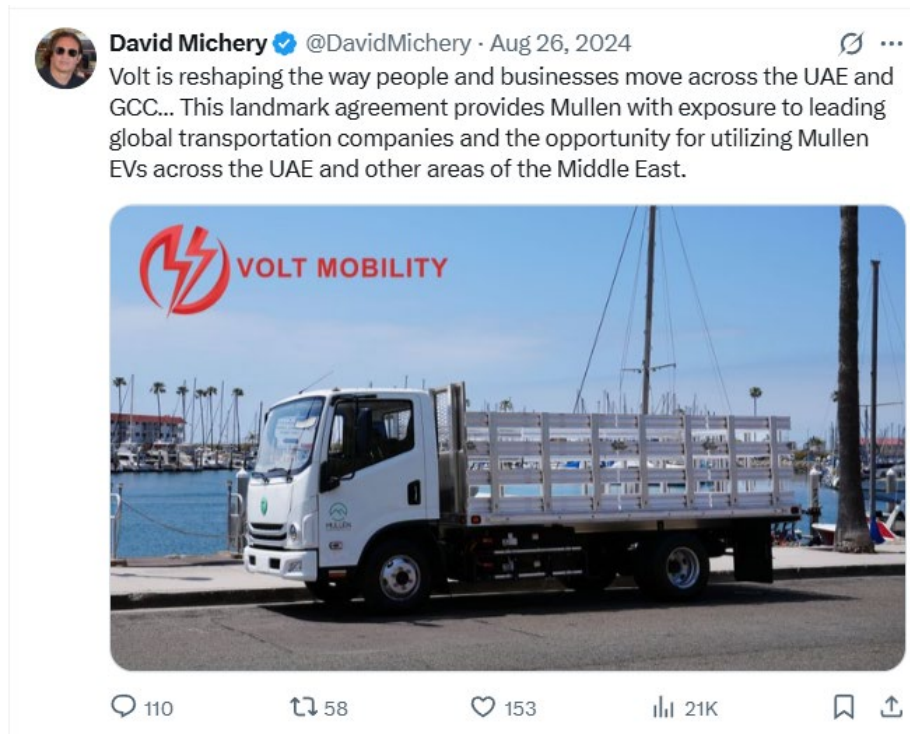 David Michery @DavidMichery · Aug 26, 2024
Volt is reshaping the way people and businesses move across the UAE and
GCC... This landmark agreement provides Mullen with exposure to leading
global transportation companies and the opportunity for utilizing Mullen
EVs across the UAE and other areas of the Middle East.
VOLT MOBILITY
MULLEN
110 58 153 21K